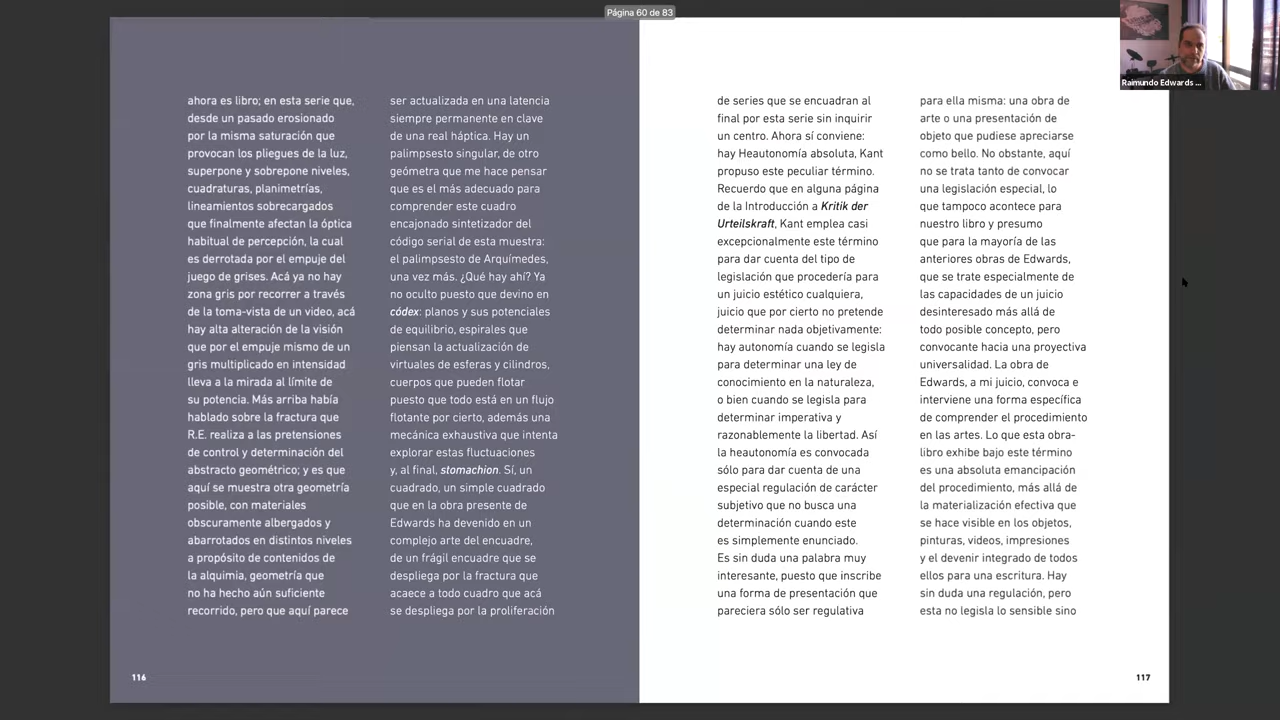 Página 60 de 83
Raimundo Edwards ...
ahora es libro; en esta serie que,
desde un pasado erosionado
por la misma saturación que
provocan los pliegues de la luz,
superpone y sobrepone niveles,
cuadraturas, planimetrías,
lineamientos sobrecargados
que finalmente afectan la óptica
habitual de percepción, la cual
es derrotada por el empuje del
juego de grises. Acá ya no hay
zona gris por recorrer a través
de la toma-vista de un video, acá
hay alta alteración de la visión
que por el empuje mismo de un
gris multiplicado en intensidad
lleva a la mirada al límite de
su potencia. Más arriba había
hablado sobre la fractura que
R.E. realiza a las pretensiones
de control y determinación del
abstracto geométrico; y es que
aquí se muestra otra geometría
posible, con materiales
obscuramente albergados y
abarrotados en distintos niveles
a propósito de contenidos de
la alquimia, geometría que
no ha hecho aún suficiente
recorrido, pero que aquí parece
ser actualizada en una latencia
siempre permanente en clave
de una real háptica. Hay un
palimpsesto singular, de otro
geómetra que me hace pensar
que es el más adecuado para
comprender este cuadro
encajonado sintetizador del
código serial de esta muestra:
el palimpsesto de Arquímedes,
una vez más. ¿Qué hay ahí? Ya
no oculto puesto que devino en
códex: planos y sus potenciales
de equilibrio, espirales que
piensan la actualización de
virtuales de esferas y cilindros,
cuerpos que pueden flotar
puesto que todo está en un flujo
flotante por cierto, además una
mecánica exhaustiva que intenta
explorar estas fluctuaciones
y, al final, stomachion. Sí, un
cuadrado, un simple cuadrado
que en la obra presente de
Edwards ha devenido en un
complejo arte del encuadre,
de un frágil encuadre que se
despliega por la fractura que
acaece a todo cuadro que acá
se despliega por la proliferación
116
de series que se encuadran al
final por esta serie sin inquirir
un centro. Ahora sí conviene:
hay Heautonomía absoluta, Kant
propuso este peculiar término.
Recuerdo que en alguna página
de la Introducción a Kritik der
Urteilskraft, Kant emplea casi
excepcionalmente este término
para dar cuenta del tipo de
legislación que procedería para
un juicio estético cualquiera,
juicio que por cierto no pretende
determinar nada objetivamente:
hay autonomía cuando se legisla
para determinar una ley de
conocimiento en la naturaleza,
o bien cuando se legisla para
determinar imperativa y
razonablemente la libertad. Así
la heautonomía es convocada
sólo para dar cuenta de una
especial regulación de carácter
subjetivo que no busca una
determinación cuando este
es simplemente enunciado.
Es sin duda una palabra muy
interesante, puesto que inscribe
una forma de presentación que
pareciera sólo ser regulativa
para ella misma: una obra de
arte o una presentación de
objeto que pudiese apreciarse
como bello. No obstante, aquí
no se trata tanto de convocar
una legislación especial, lo
que tampoco acontece para
nuestro libro y presumo
que para la mayoría de las
anteriores obras de Edwards,
que se trate especialmente de
las capacidades de un juicio
desinteresado más allá de
todo posible concepto, pero
convocante hacia una proyectiva
universalidad. La obra de
Edwards, a mi juicio, convoca e
interviene una forma específica
de comprender el procedimiento
en las artes. Lo que esta obra-
libro exhibe bajo este término
es una absoluta emancipación
del procedimiento, más allá de
la materialización efectiva que
se hace visible en los objetos,
pinturas, videos, impresiones
y el devenir integrado de todos
ellos para una escritura. Hay
sin duda una regulación, pero
esta no legisla lo sensible sino
117